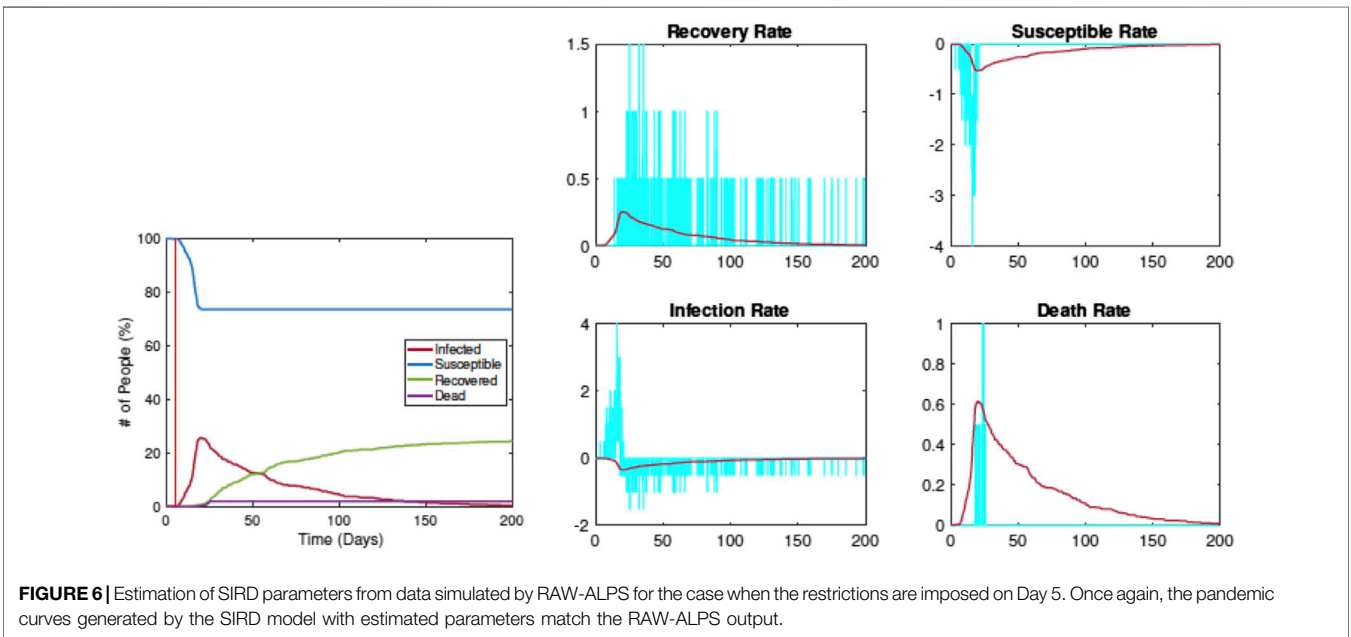 Recovery Rate
1.5
1
0.5
0
0 50 100 150 200
Susceptible Rate
0
-1
-2
-3
-4
0 50 100 150 200
# of People (%)
100
80
60
40
20
0
0 50 100 150 200
Time (Days)
Infected
Susceptible
Recovered
Dead
Infection Rate
4
2
0
-2
0 50 100 150 200
Death Rate
1
0.8
0.6
0.4
0.2
0
0 50 100 150 200
FIGURE 6 | Estimation of SIRD parameters from data simulated by RAW-ALPS for the case when the restrictions are imposed on Day 5. Once again, the pandemic
curves generated by the SIRD model with estimated parameters match the RAW-ALPS output.